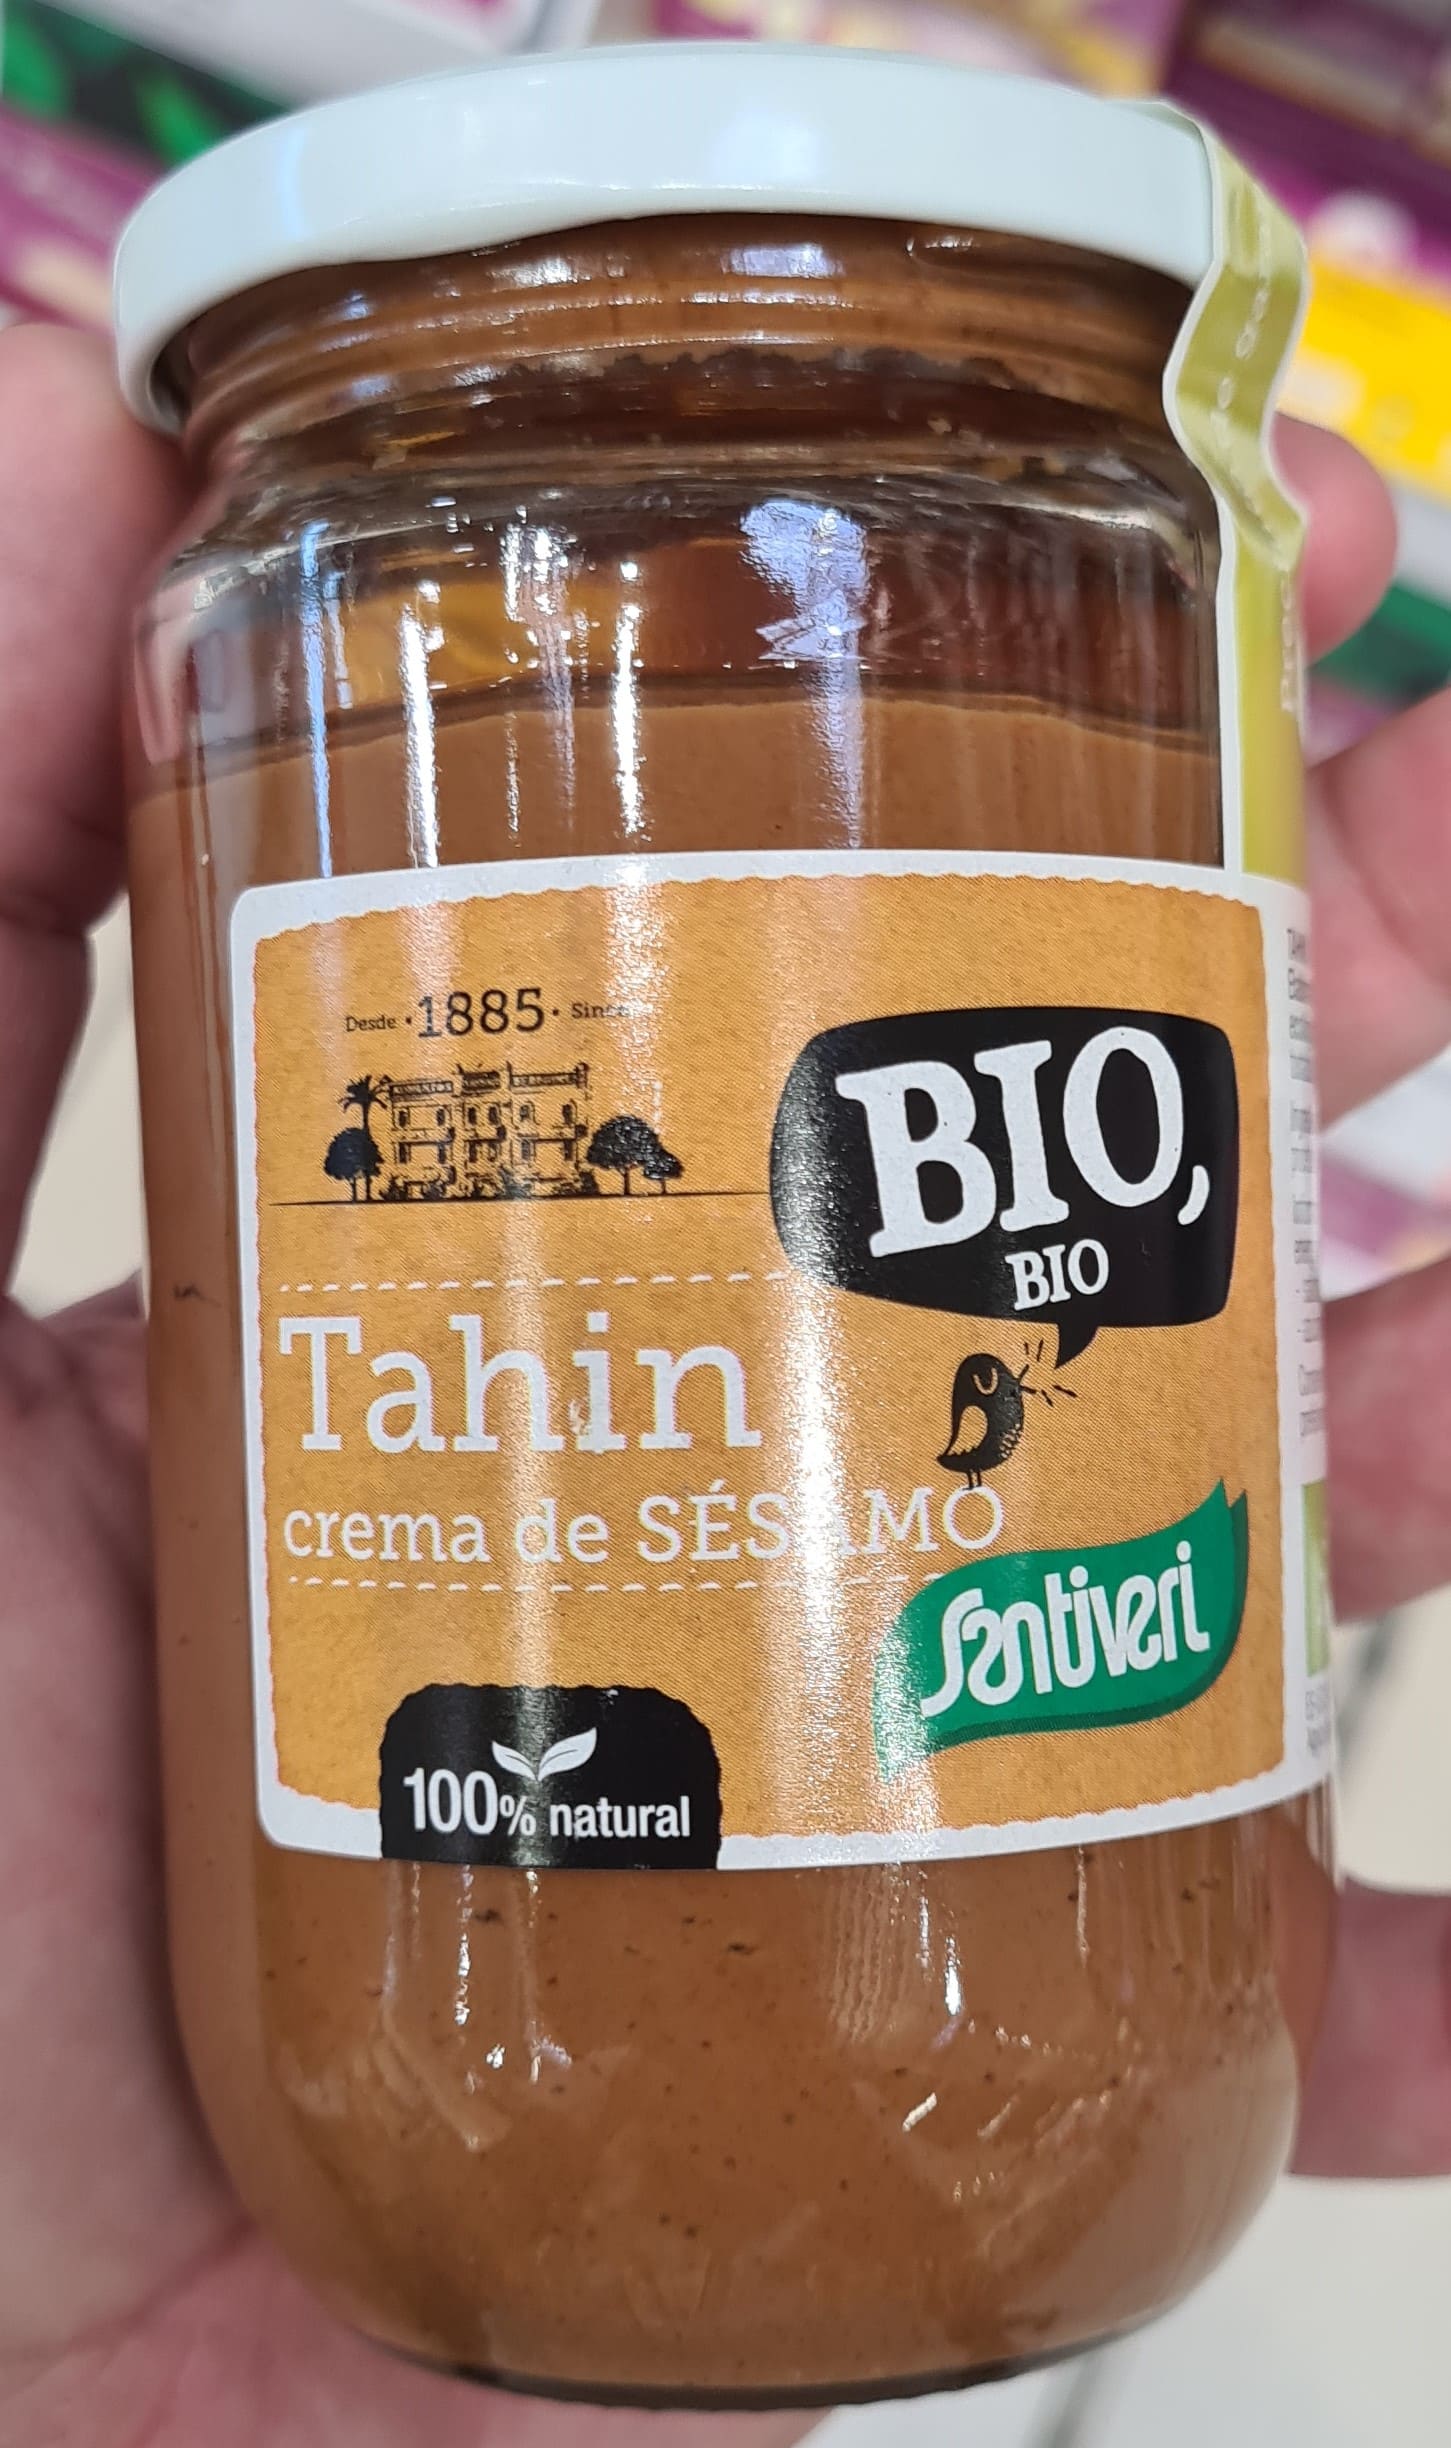 Desde · 1885 · Since
BIO,
BIO
Tahin
crema de SÉSAMO
Santiveri
100% natural